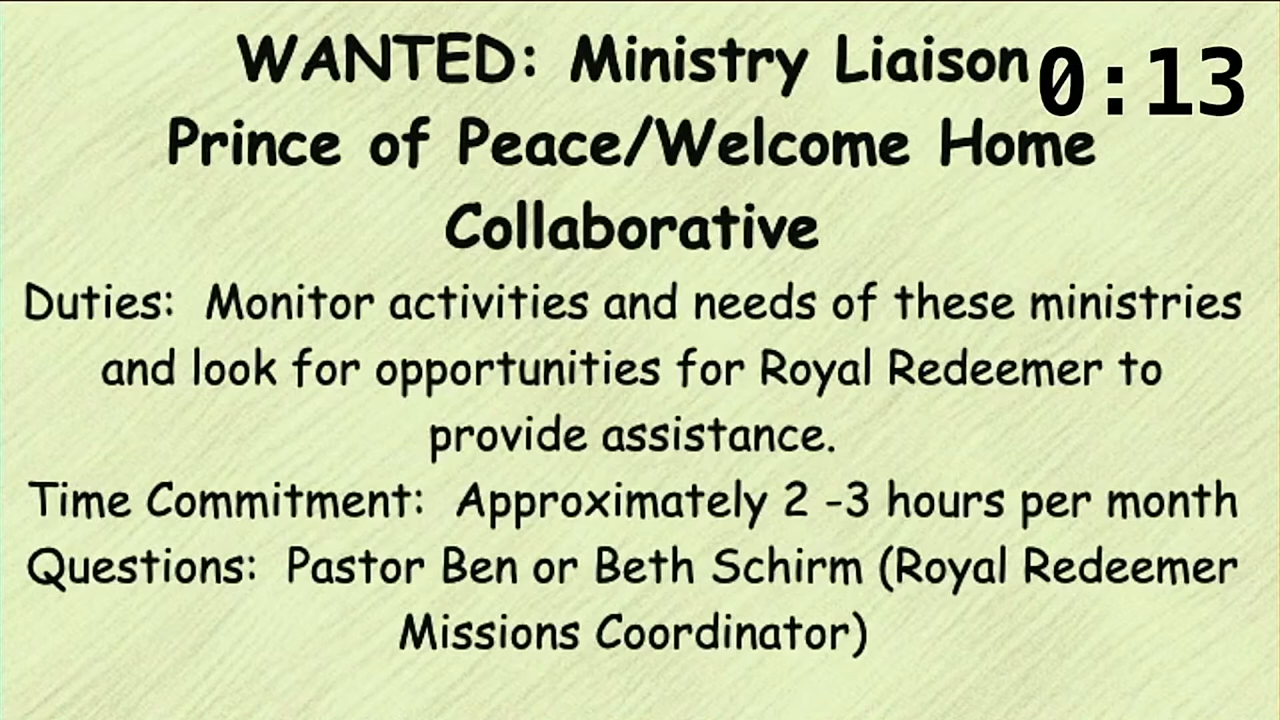 WANTED: Ministry Liaison
0:13
Prince of Peace/Welcome Home
Collaborative
Duties: Monitor activities and needs of these ministries
and look for opportunities for Royal Redeemer to
provide assistance.
Time Commitment: Approximately 2 -3 hours per month
Questions: Pastor Ben or Beth Schirm (Royal Redeemer
Missions Coordinator)